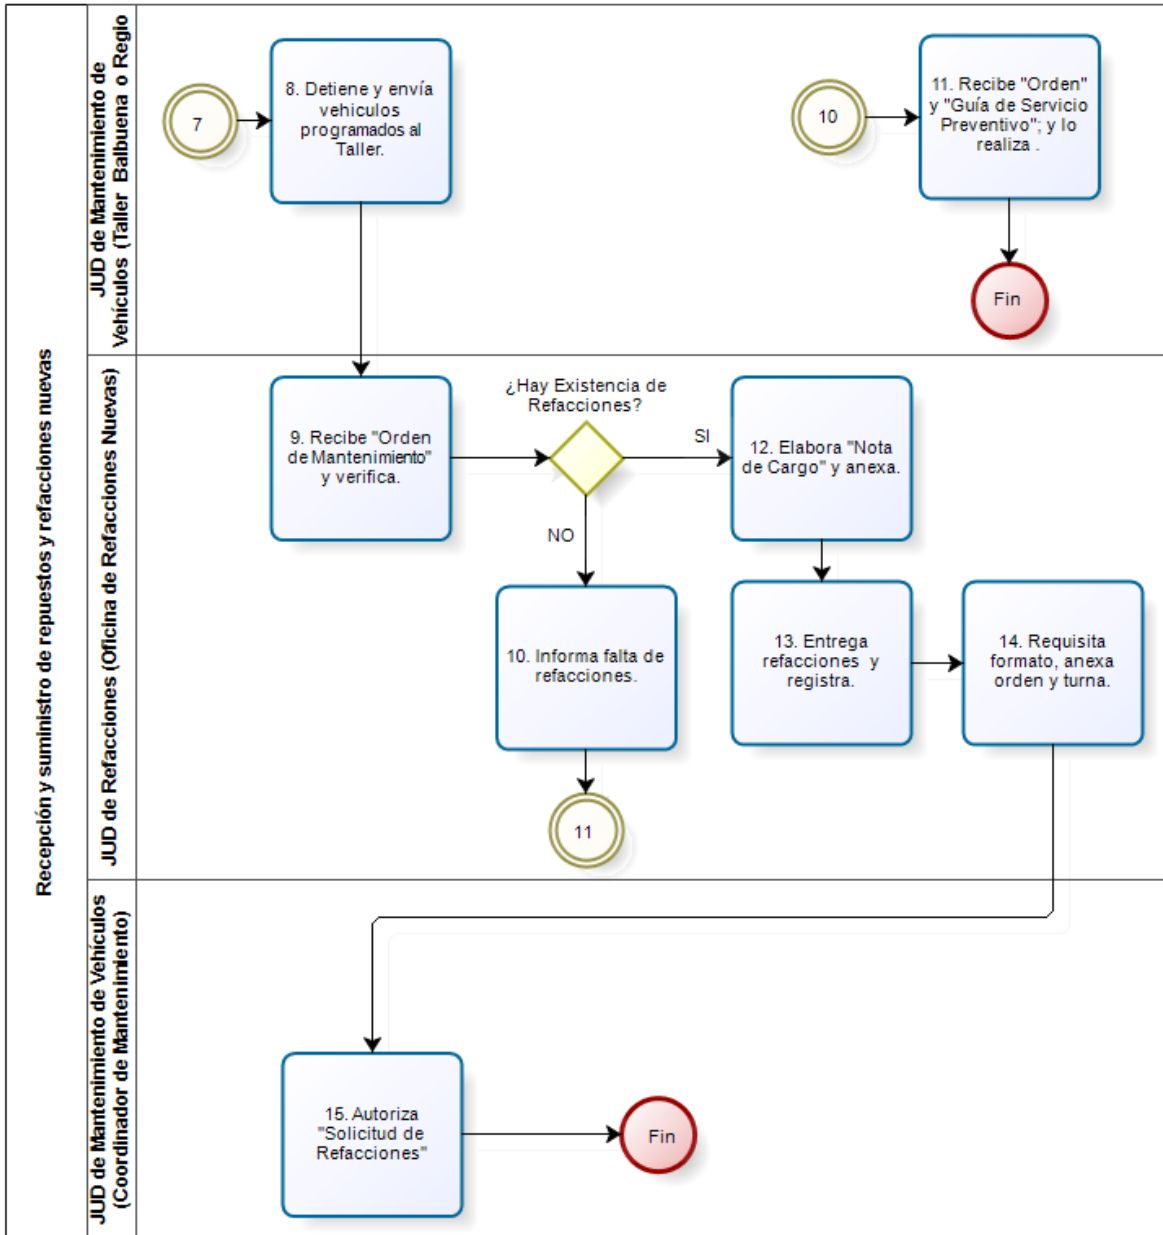 Recepción y suministro de repuestos y refacciones nuevas
JUD de Mantenimiento de
Vehículos (Taller Balbuena o Regio
7
8. Detiene y envía
vehiculos
programados al
Taller.
10
11. Recibe "Orden"
y "Guía de Servicio
Preventivo"; y lo
realiza .
Fin
JUD de Refacciones (Oficina de Refacciones Nuevas)
9. Recibe "Orden
de Mantenimiento"
y verifica.
¿Hay Existencia de
Refacciones?
SI
NO
12. Elabora "Nota
de Cargo" y anexa.
10. Informa falta de
refacciones.
11
13. Entrega
refacciones y
registra.
14. Requisita
formato, anexa
orden y turna.
JUD de Mantenimiento de Vehículos
(Coordinador de Mantenimiento)
15. Autoriza
"Solicitud de
Refacciones"
Fin